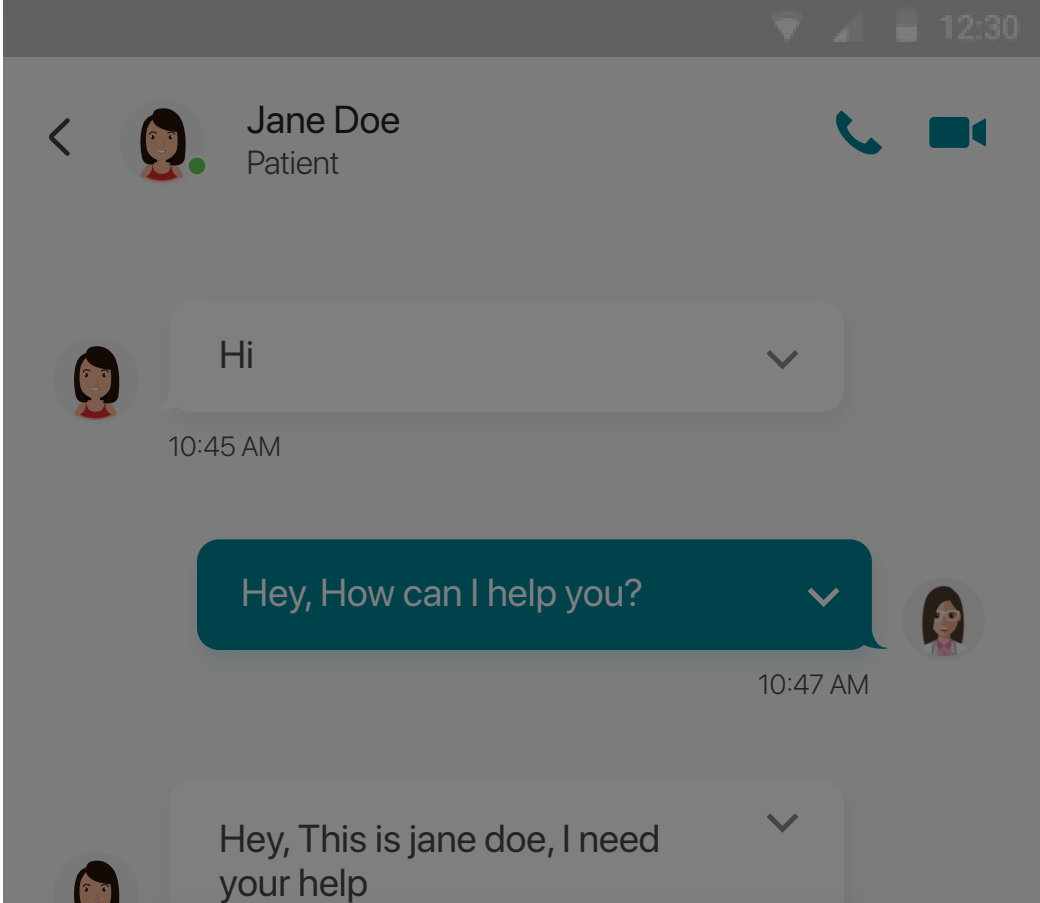 12:30
Jane Doe
Patient
Hi
10:45 AM
Hey, How can I help you?
10:47 AM
Hey, This is jane doe, I need
your help